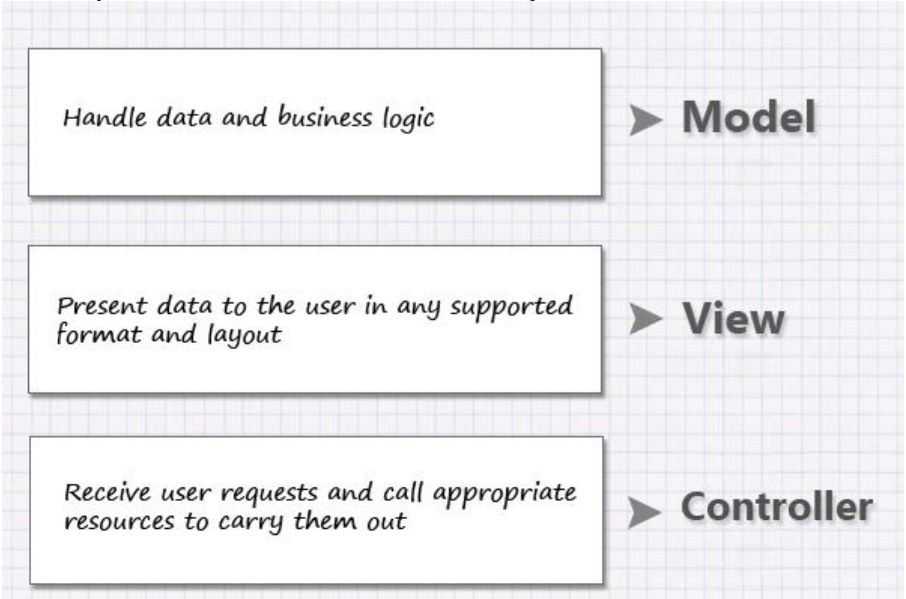 Handle data and business logic
Model
Present data to the user in any supported
format and layout
View
Receive user requests and call appropriate
resources to carry them out
Controller